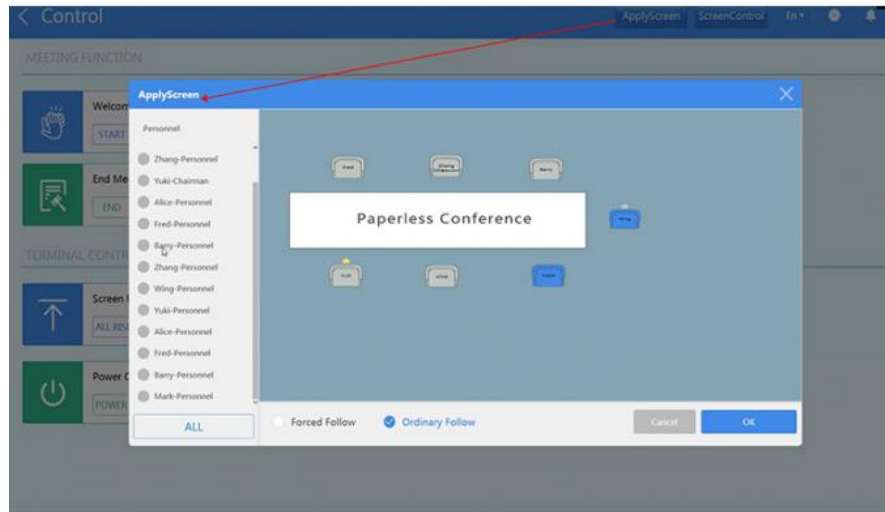 Control
ApplyScreen ScreenControl En
MEETING FUNCTION
ApplyScreen
Welcom
START
Personnel
Zhang-Personnel
Yuki-Chairman
Alice-Personnel
Fred-Personnel
Barry-Personnel
Zhang-Personnel
Wing-Personnel
Yuki-Personnel
Alice-Personnel
Fred-Personnel
Barry-Personnel
Mark-Personnel
ALL
End Me
END
TERMINAL CONTR
Screen
ALL RIS
Power C
POWER
Paperless Conference
Forced Follow
Ordinary Follow
Cancel
OK